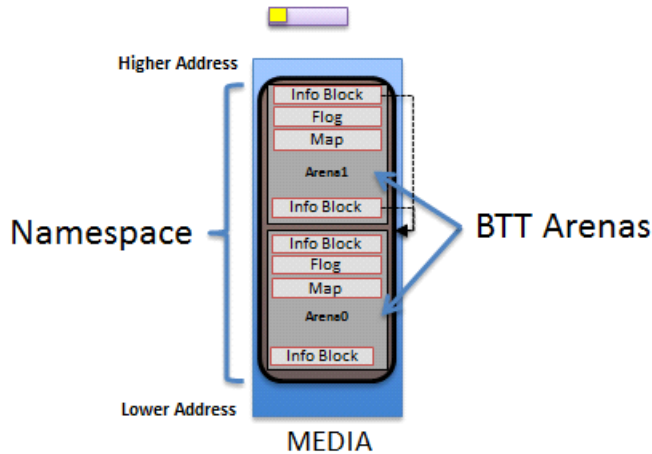 Higher Address
Info Block
Flog
Map
Arena1
Info Block
Namespace
BTT Arenas
Info Block
Flog
Map
Arena0
Info Block
Lower Address
MEDIA